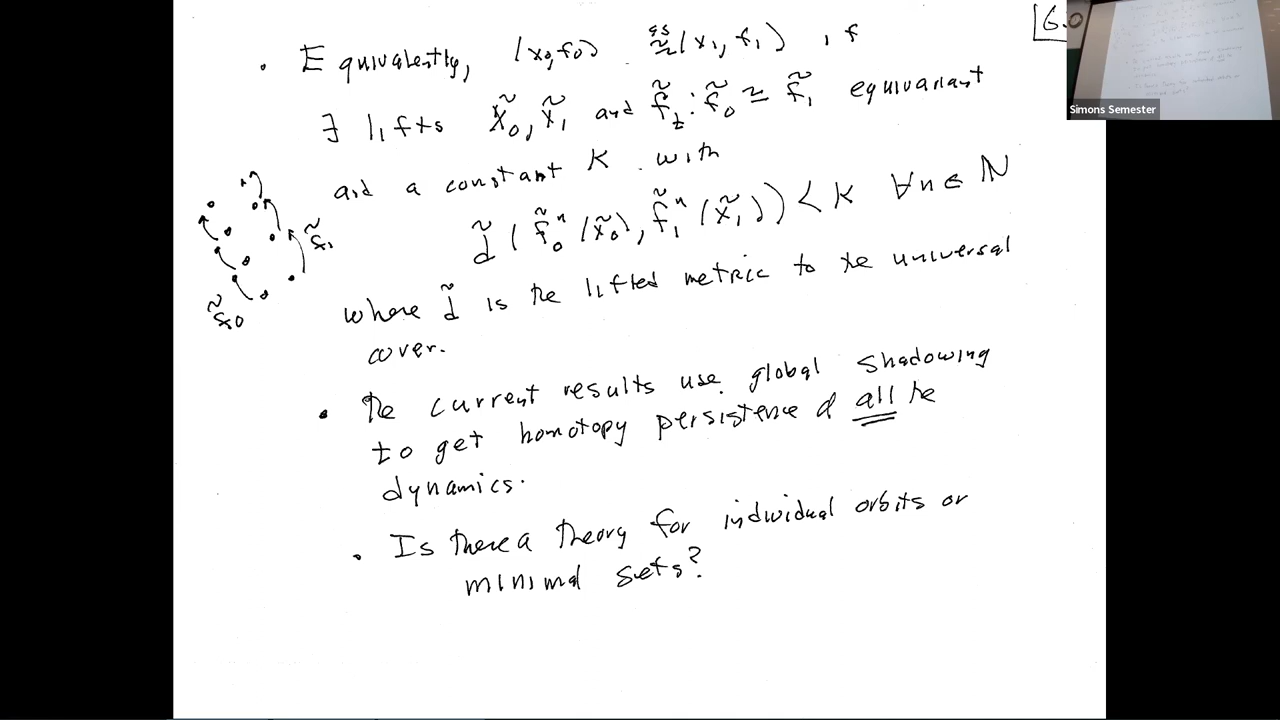 [6.0
• Equivalently, (x0, f0) gs≃ (x1, f1), if
∃ lifts x̃0, x̃1 and f̃t: f̃0 ≃ f̃1 equivariant
and a constant K with
d̃ ( f̃0ⁿ (x̃0), f̃1ⁿ (x̃1)) < K ∀n ∈ ℕ
x̃1
x̃0
where d̃ is the lifted metric to the universal
cover.
• The current results use global shadowing
to get homotopy persistence of all the
dynamics.
• Is there a theory for individual orbits or
minimal sets?
Simons Semester